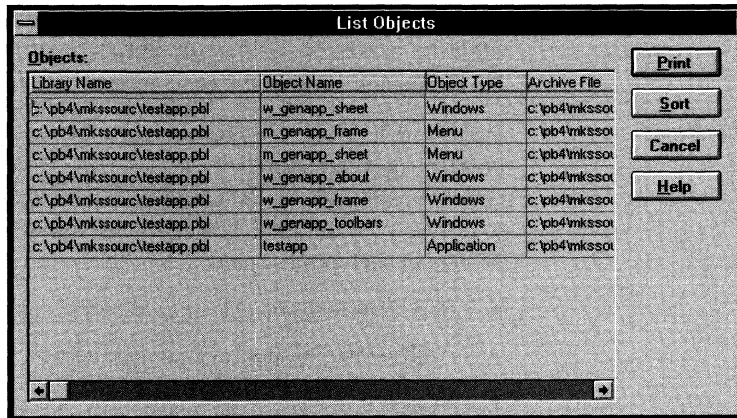 List Objects
Objects:
Library Name Object Name Object Type Archive File
c:\pb4\mkssourc\testapp.pbl w_genapp_sheet Windows c:\pb4\mkssou
c:\pb4\mkssourc\testapp.pbl m_genapp_frame Menu c:\pb4\mkssou
c:\pb4\mkssourc\testapp.pbl m_genapp_sheet Menu c:\pb4\mkssou
c:\pb4\mkssourc\testapp.pbl w_genapp_about Windows c:\pb4\mkssou
c:\pb4\mkssourc\testapp.pbl w_genapp_frame Windows c:\pb4\mkssou
c:\pb4\mkssourc\testapp.pbl w_genapp_toolbars Windows c:\pb4\mkssou
c:\pb4\mkssourc\testapp.pbl testapp Application c:\pb4\mkssou
Print
Sort
Cancel
Help